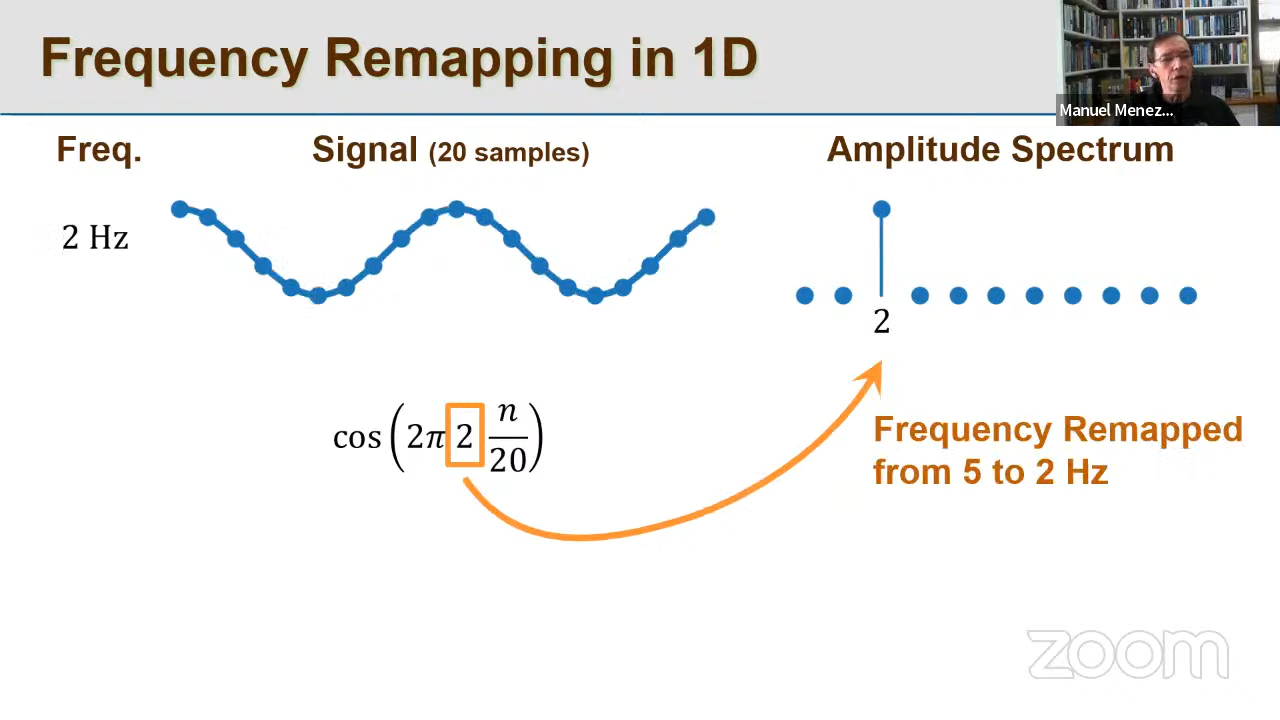 Frequency Remapping in 1D
Manuel Menez...
Freq.
Signal (20 samples)
Amplitude Spectrum
2 Hz
2
cos(2π 2 n/20)
Frequency Remapped
from 5 to 2 Hz
zoom